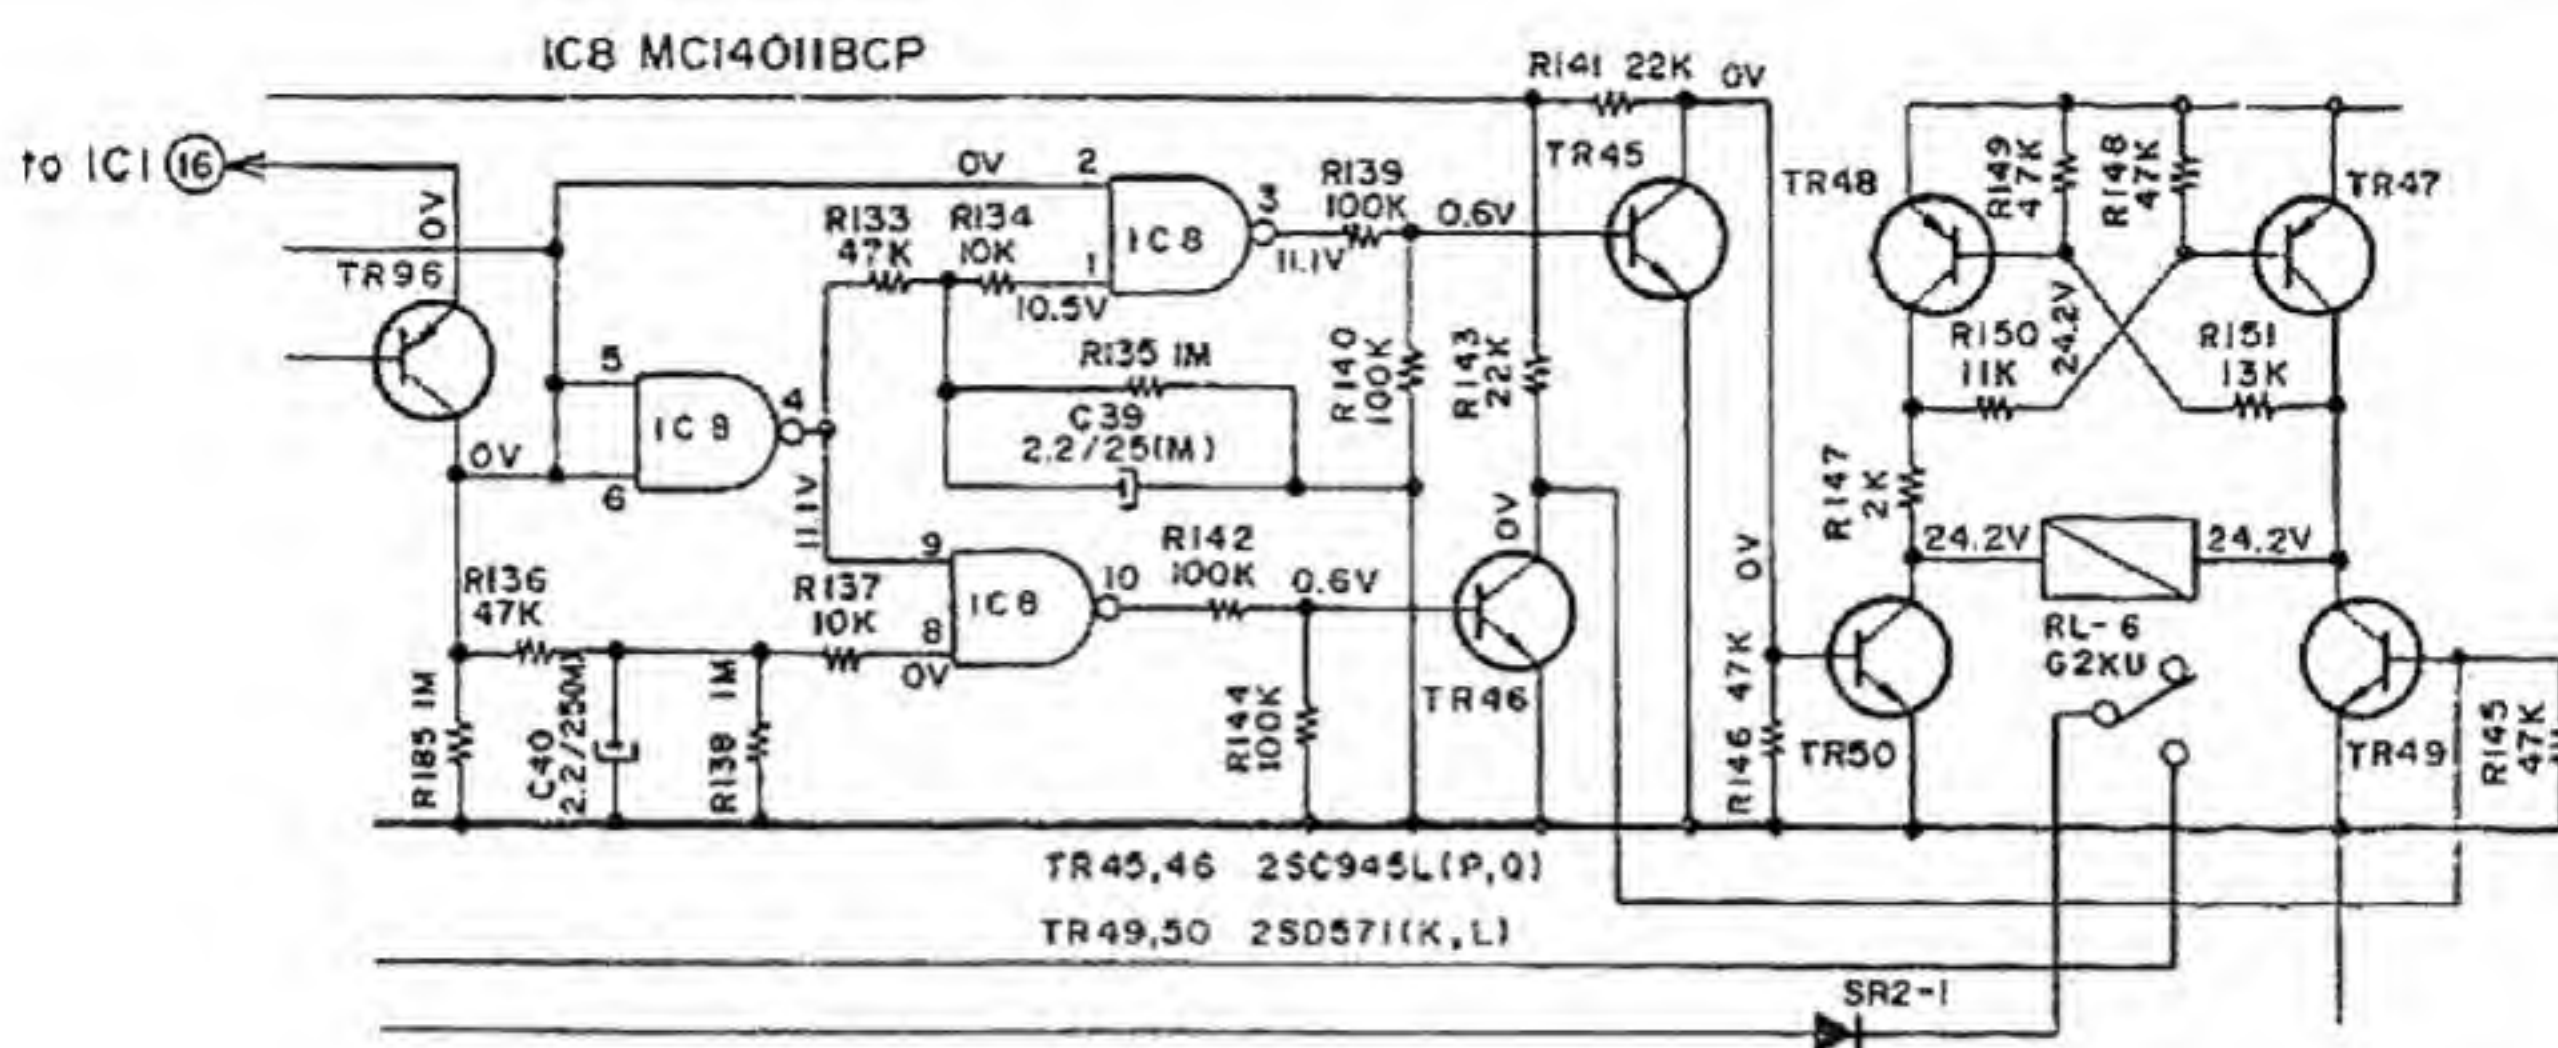 IC8 MC14011BCP
R141 22K 0V
to IC1 16
0V
TR96
0V 2
R133
47K
R134
10K
1
10.5V
IC8
3
11.1V
R139
100K
0.6V
TR45
TR48
R149
47K
R148
47K
TR47
5
6
IC8
4
0V
11.1V
R135 1M
C39
2.2/25(M)
R140
100K
R143
22K
R150
11K
24.2V
R151
13K
R147
2K
24.2V
24.2V
R136
47K
R137
10K
9
8
0V
IC8
10
R142
100K
0.6V
0V
TR46
0V
RL-6
G2KU
R185 1M
C40
2.2/25(M)
R138 1M
R144
100K
R146 47K
TR50
TR49
R145
47K
TR45,46 2SC945L(P,Q)
TR49,50 2SD571(K,L)
SR2-1